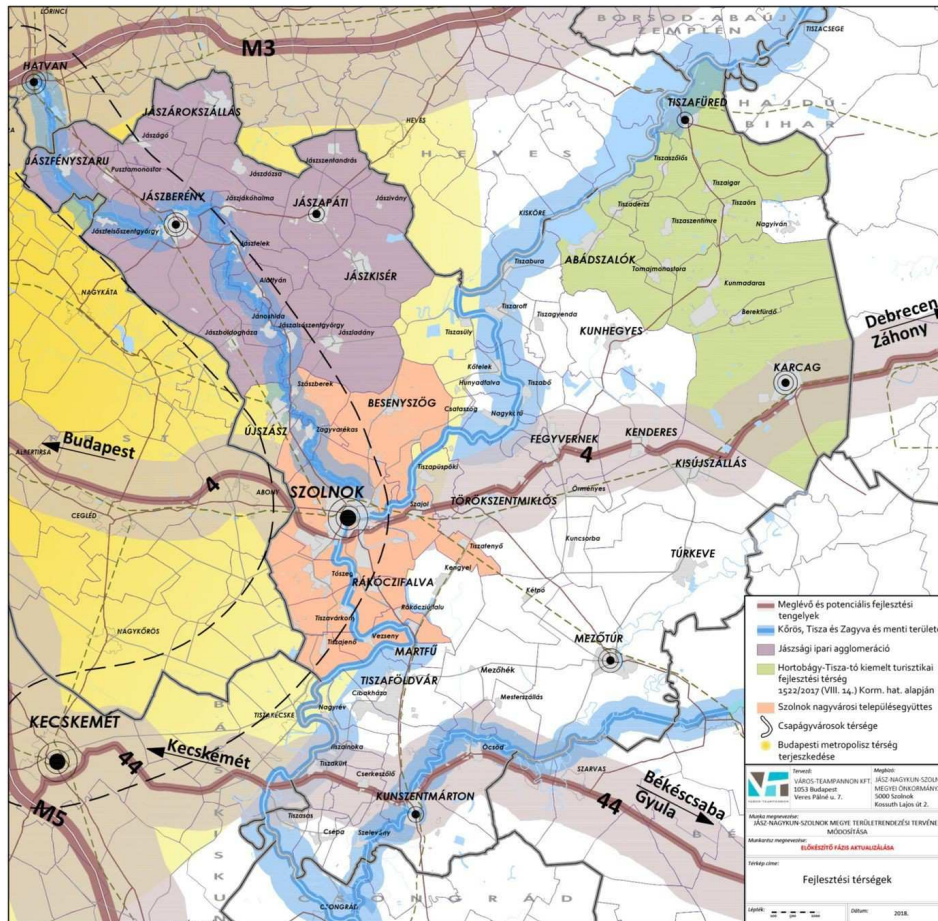 LŐRINCI
M3
BORSOD-ABAÚJ-
ZEMPLÉN
TISZACSEGE
HATVAN
JÁSZÁROKSZÁLLÁS
TISZAFÜRED
HAJDÚ-
BIHAR
HEVES
Jászágó
JÁSZFÉNYSZARU
Pusztamonostor
Jászdózsa
Jászszentandrás
HEVES
Tiszaszőlős
Tiszaigar
JÁSZBERÉNY
Jászjákóhalma
JÁSZAPÁTI
Jászivány
KISKÖRE
Tiszaderzs
Tiszaörs
Tiszaszentimre
Nagyiván
Jászfelsőszentgyörgy
Jásztelek
Tiszabura
ABÁDSZALÓK
Tomajmonostora
Alattyán
JÁSZKISÉR
Kunmadaras
NAGYKÁTA
Jánoshida
Tiszaroff
Berekfürdő
Jászboldogháza
Jászalsószentgyörgy
Jászladány
Tiszasüly
Tiszagyenda
KUNHEGYES
Debrecen
Záhony
Kőtelek
Hunyadfalva
Tiszabő
KARCAG
Szászberek
BESENYSZÖG
Csataszög
Nagykörű
ÚJSZÁSZ
Zagyvarékas
FEGYVERNEK
KENDERES
Budapest
Tiszapüspöki
4
KISÚJSZÁLLÁS
ALBERTIRSA
4
ABONY
SZOLNOK
Szajol
TÖRÖKSZENTMIKLÓS
Örményes
CEGLÉD
Kuncsorba
TÚRKEVE
Tiszatenyő
Tószeg
Kengyel
RÁKÓCZIFALVA
Kétpó
Rákócziújfalu
Tiszavárkony
Vezseny
Tiszajenő
MARTFŰ
NAGYKŐRÖS
MEZŐTÚR
Mezőhék
TISZAFÖLDVÁR
Cibakháza
Mesterszállás
Nagyrév
TISZAKÉCSKE
KECSKEMÉT
Kecskemét
44
Tiszainoka
Öcsöd
Tiszakürt
Cserkeszőlő
SZARVAS
Békéscsaba
Gyula
M5
KUNSZENTMÁRTON
44
Tiszasas
Csépa
Szelevény
CSONGRÁD
CSONGRÁD
Meglévő és potenciális fejlesztési
tengelyek
Kőrös, Tisza és Zagyva és menti területe
Jászsági ipari agglomeráció
Hortobágy-Tisza-tó kiemelt turisztikai
fejlesztési térség
1522/2017 (VIII. 14.) Korm. hat. alapján
Szolnok nagyvárosi településegyüttes
Csapágyvárosok térsége
Budapesti metropolisz térség
terjeszkedése
Tervező:
VÁROS-TEAMPANNON KFT.
1053 Budapest
Veres Pálné u. 7.
VÁROS-TEAMPANNON
Megbízó:
JÁSZ-NAGYKUN-SZOLN
MEGYEI ÖNKORMÁNY
5000 Szolnok
Kossuth Lajos út 2.
Munka megnevezése:
JÁSZ-NAGYKUN-SZOLNOK MEGYE TERÜLETRENDEZÉSI TERVÉNE
MÓDOSÍTÁSA
Munkarész megnevezése:
ELŐKÉSZÍTŐ FÁZIS AKTUALIZÁLÁSA
Térkép címe:
Fejlesztési térségek
Lépték:
Dátum:
2018.